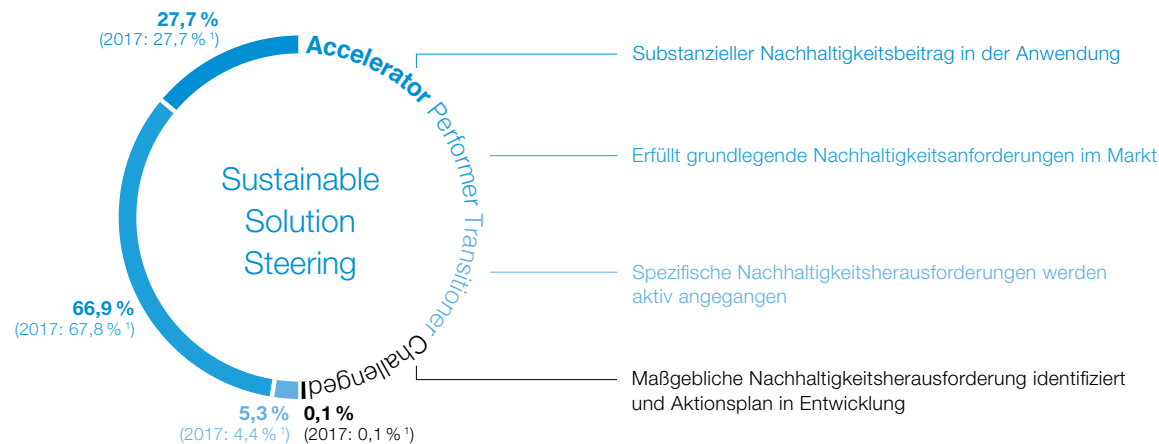 27,7 %
(2017: 27,7 % ¹)
Accelerator
Substanzieller Nachhaltigkeitsbeitrag in der Anwendung
Performer
Erfüllt grundlegende Nachhaltigkeitsanforderungen im Markt
Sustainable
Solution
Steering
Transitioner
Spezifische Nachhaltigkeitsherausforderungen werden
aktiv angegangen
66,9 %
(2017: 67,8 % ¹)
Challenged
Maßgebliche Nachhaltigkeitsherausforderung identifiziert
und Aktionsplan in Entwicklung
5,3 %
(2017: 4,4 % ¹)
0,1 %
(2017: 0,1 % ¹)